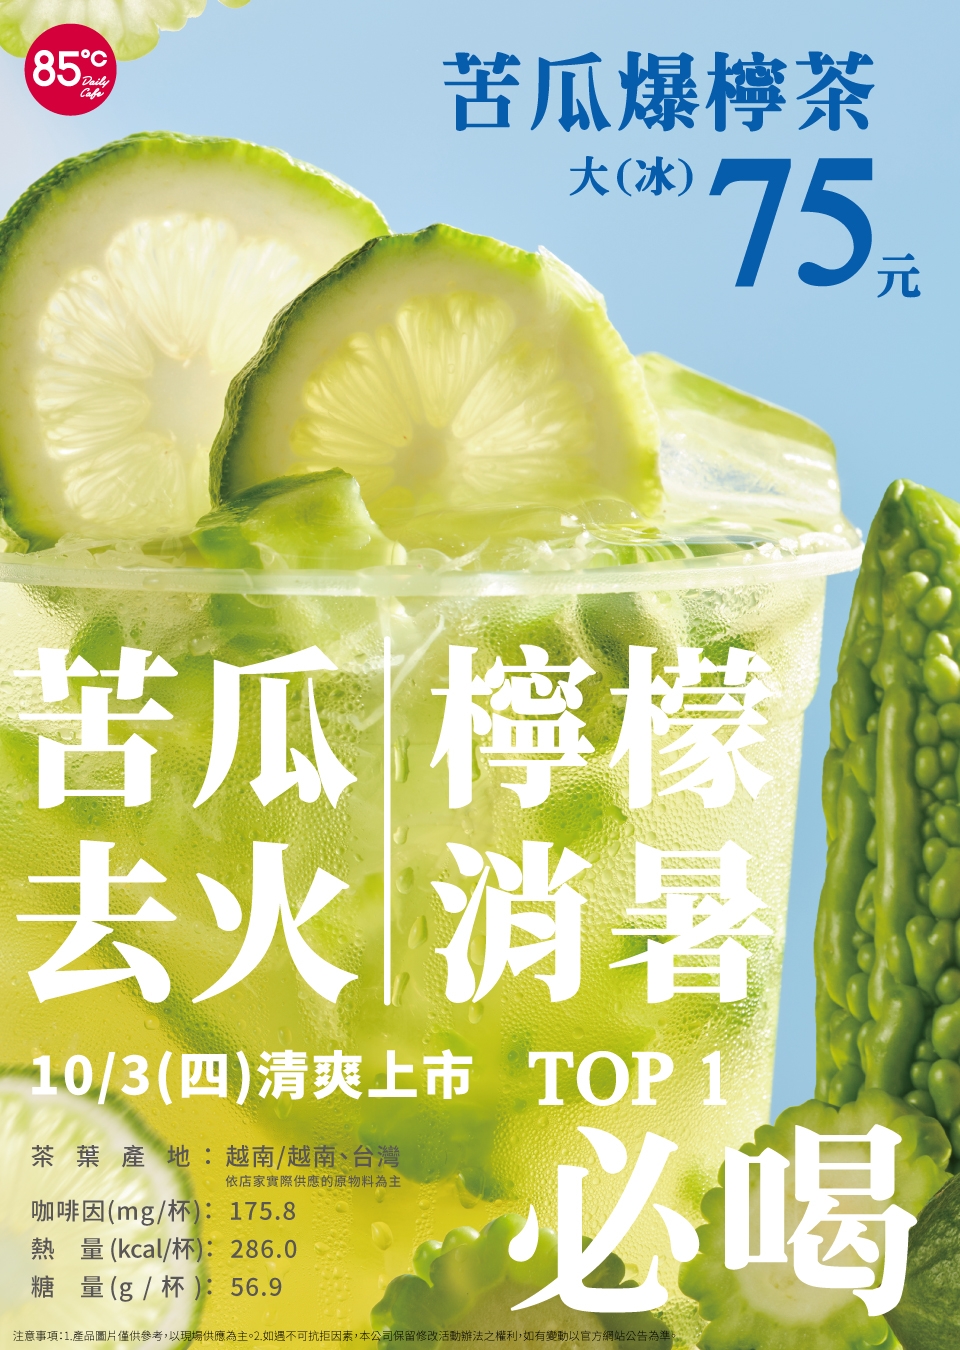 85°C
Daily
Cafe
苦瓜爆檸茶
大(冰)75元
苦瓜 檸檬
去火 消暑
10/3(四)清爽上市
TOP 1
必喝
茶葉產地：越南/越南、台灣
依店家實際供應的原物料為主
咖啡因(mg/杯)：175.8
熱量(kcal/杯)：286.0
糖量(g/杯)：56.9
注意事項：1.產品圖片僅供參考，以現場供應為主。2.如遇不可抗拒因素，本公司保留修改活動辦法之權利，如有變動以官方網站公告為準。